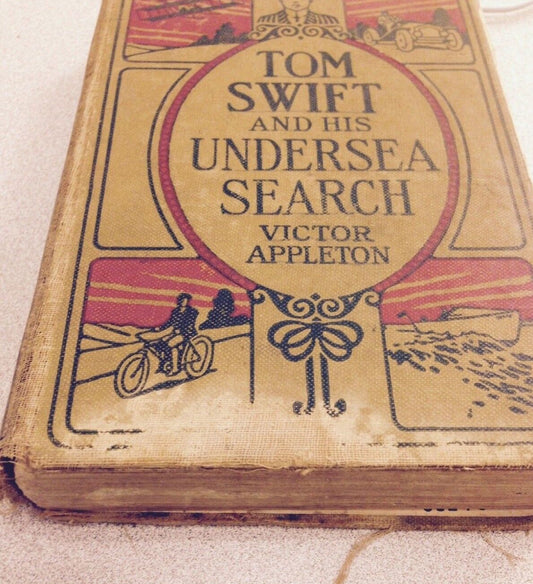 TOM
SWIFT
AND HIS
UNDERSEA
SEARCH
VICTOR
APPLETON